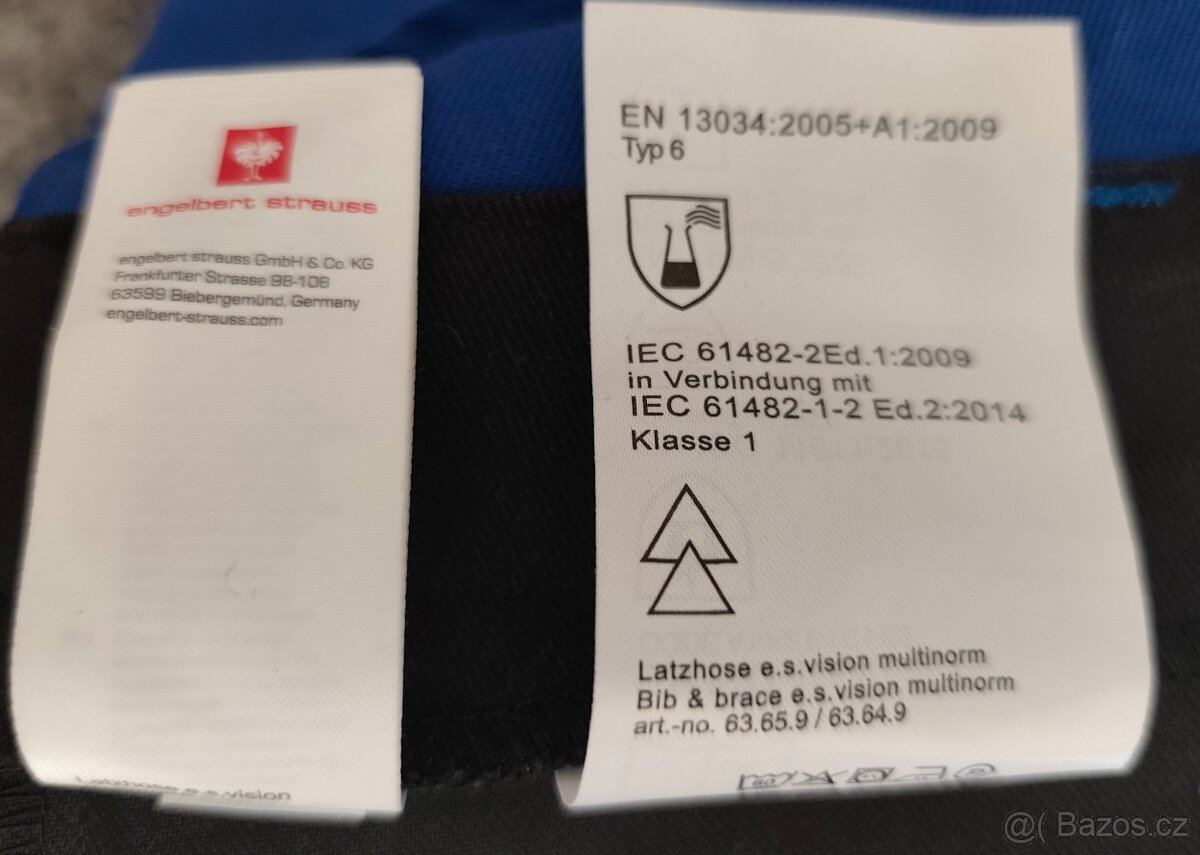 engelbert strauss
engelbert strauss GmbH & Co. KG
Frankfurter Strasse 98-108
63599 Biebergemünd, Germany
engelbert-strauss.com
Latzhose e.s.vision
EN 13034:2005+A1:2009
Typ 6
IEC 61482-2Ed.1:2009
in Verbindung mit
IEC 61482-1-2 Ed.2:2014
Klasse 1
Latzhose e.s.vision multinorm
Bib & brace e.s.vision multinorm
art.-no. 63.65.9 / 63.64.9
@( Bazos.cz